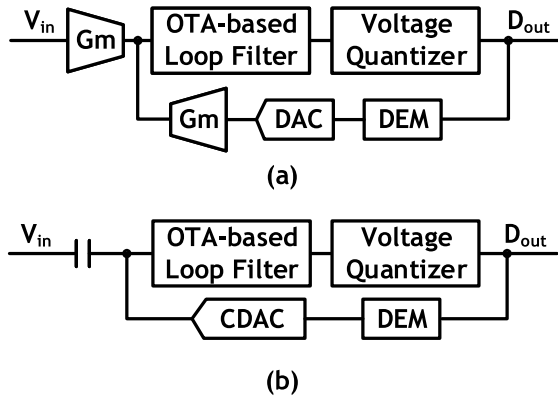 Vin
Gm
OTA-based
Loop Filter
Voltage
Quantizer
Dout
Gm
DAC
DEM
(a)
Vin
OTA-based
Loop Filter
Voltage
Quantizer
Dout
CDAC
DEM
(b)